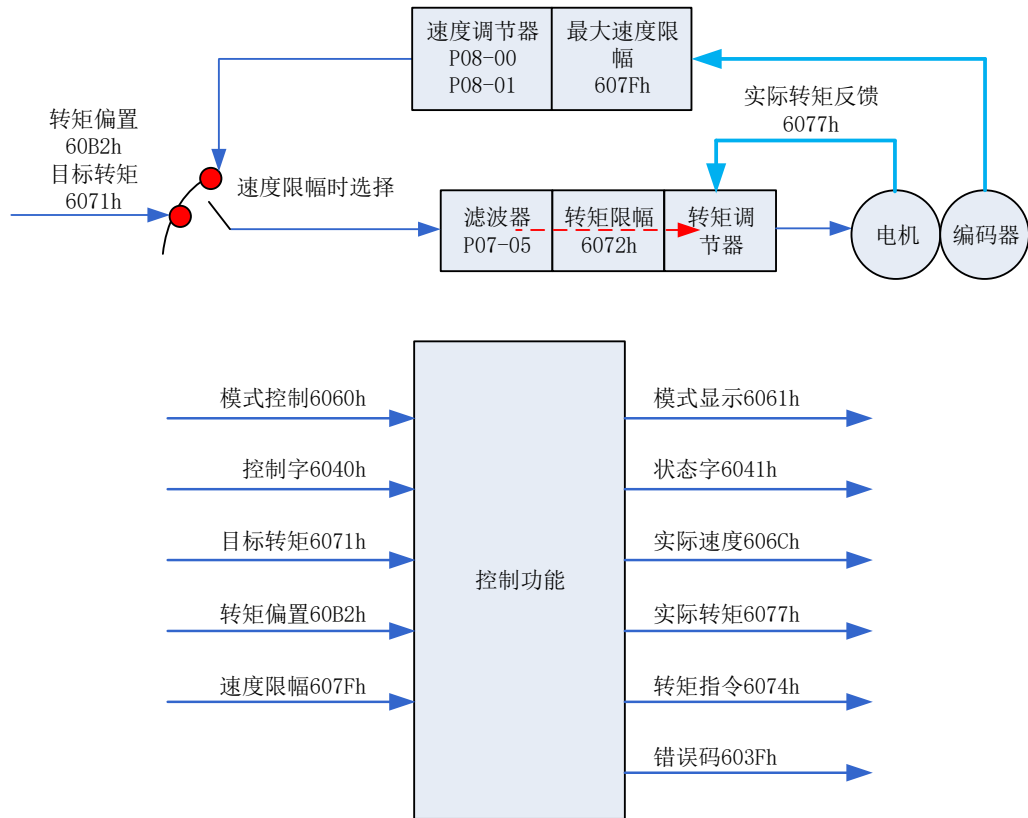 速度调节器
P08-00
P08-01
最大速度限
幅
607Fh
实际转矩反馈
6077h
转矩偏置
60B2h
目标转矩
6071h
速度限幅时选择
滤波器
P07-05
转矩限幅
6072h
转矩调
节器
电机
编码器
模式控制6060h
控制字6040h
目标转矩6071h
转矩偏置60B2h
速度限幅607Fh
控制功能
模式显示6061h
状态字6041h
实际速度606Ch
实际转矩6077h
转矩指令6074h
错误码603Fh